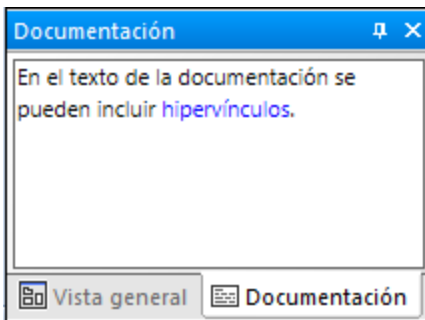 Documentación
En el texto de la documentación se
pueden incluir hipervínculos.
Vista general
Documentación